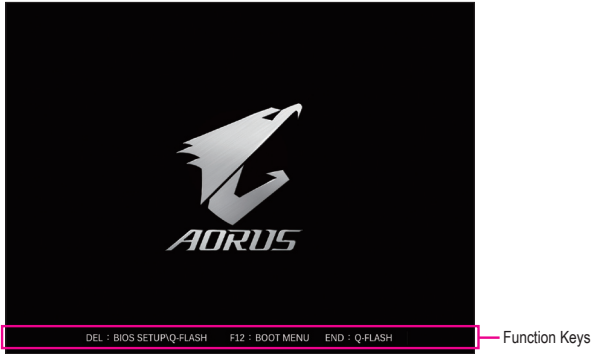 AORUS
DEL : BIOS SETUP\Q-FLASH F12 : BOOT MENU END : Q-FLASH
Function Keys